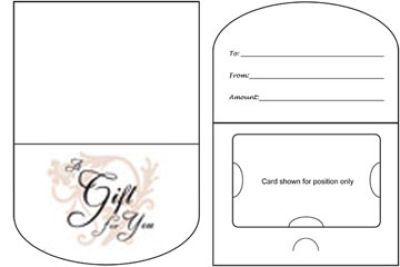 A
Gift
for You
To:
From:
Amount:
Card shown for position only